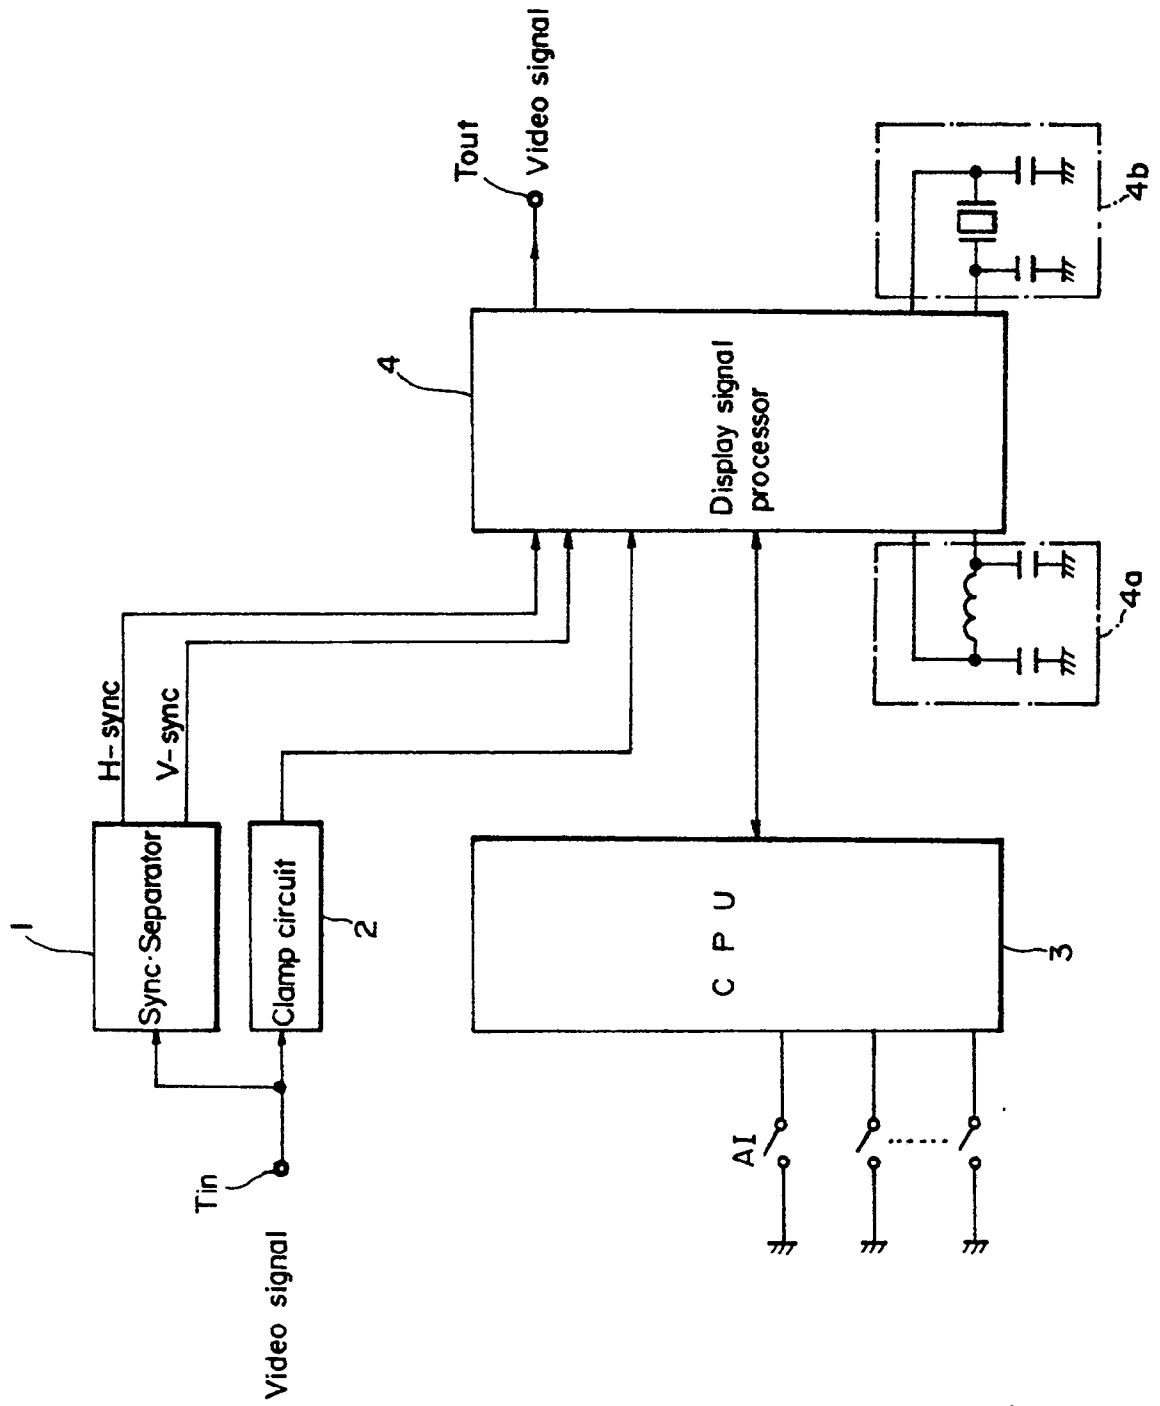 1
Sync·Separator
H-sync
V-sync
Video signal
Tin
Clamp circuit
2
4
Tout
Video signal
Display signal
processor
C P U
3
AI
4a
4b